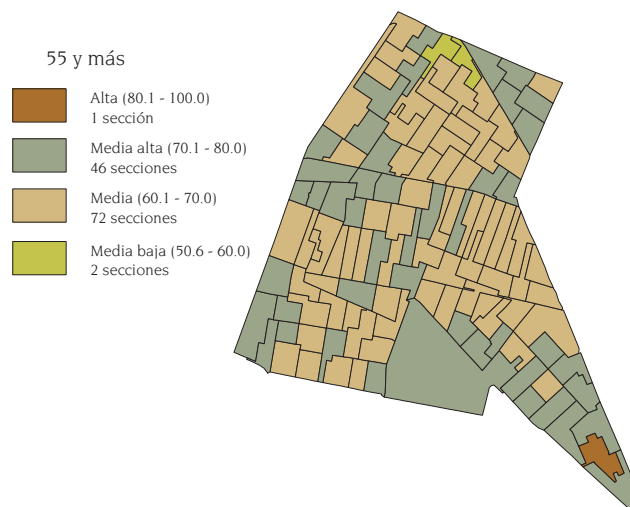 55 y más
Alta (80.1 - 100.0)
1 sección
Media alta (70.1 - 80.0)
46 secciones
Media (60.1 - 70.0)
72 secciones
Media baja (50.6 - 60.0)
2 secciones